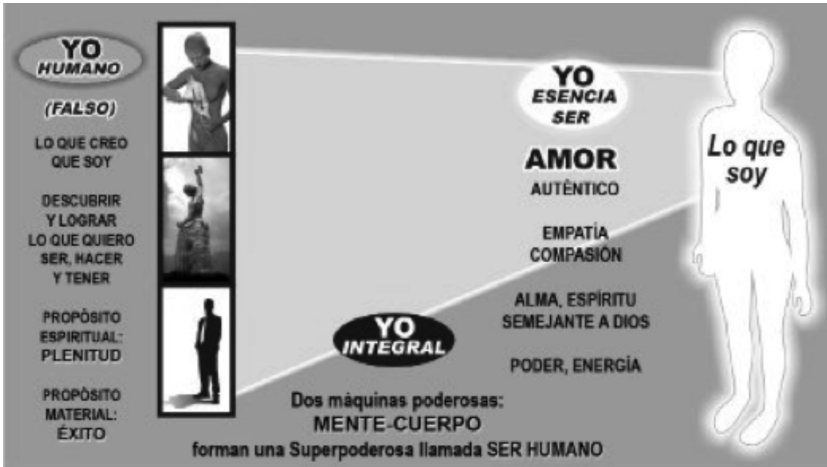 YO
HUMANO
(FALSO)
LO QUE CREO
QUE SOY
DESCUBRIR
Y LOGRAR
LO QUE QUIERO
SER, HACER
Y TENER
PROPÓSITO
ESPIRITUAL:
PLENITUD
PROPÓSITO
MATERIAL:
ÉXITO
YO
ESENCIA
SER
AMOR
AUTÉNTICO
EMPATÍA
COMPASIÓN
ALMA, ESPÍRITU
SEMEJANTE A DIOS
PODER, ENERGÍA
Lo que
soy
YO
INTEGRAL
Dos máquinas poderosas:
MENTE-CUERPO
forman una Superpoderosa llamada SER HUMANO